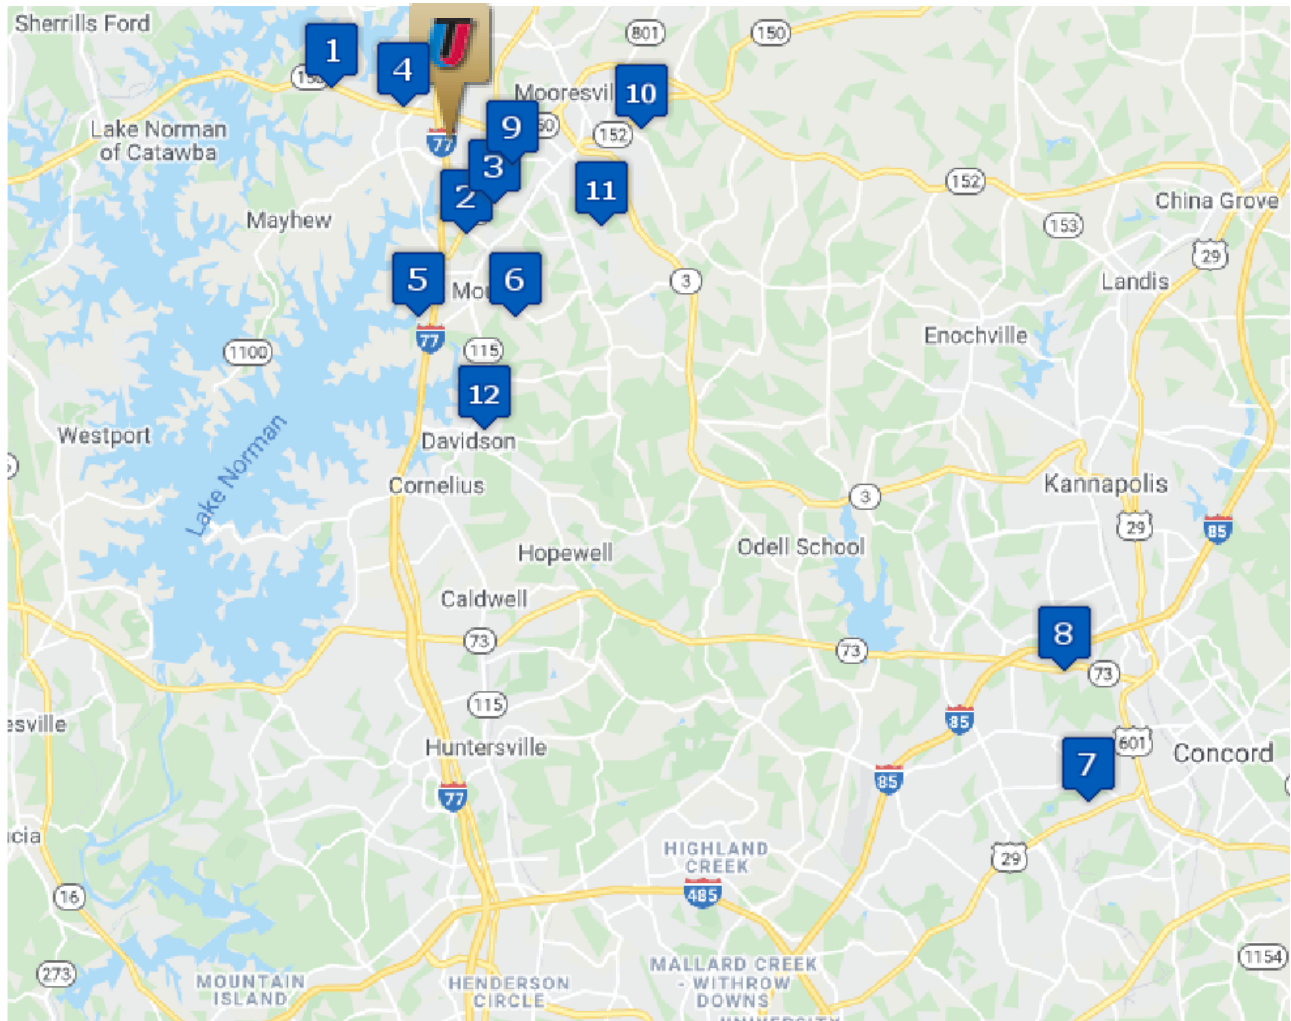 Sherrills Ford
1
4
801
150
Mooresvil
10
9
Lake Norman
of Catawba
77
152
3
2
11
152
Mayhew
China Grove
153
29
5
6
3
Landis
77
Enochville
1100
115
12
Westport
Davidson
Lake Norman
Cornelius
Kannapolis
3
29
85
Hopewell
Odell School
Caldwell
8
73
73
73
115
85
esville
Huntersville
601
Concord
7
85
77
icia
HIGHLAND
CREEK
29
16
485
1154
MALLARD CREEK
- WITHROW
DOWNS
273
MOUNTAIN
ISLAND
HENDERSON
CIRCLE